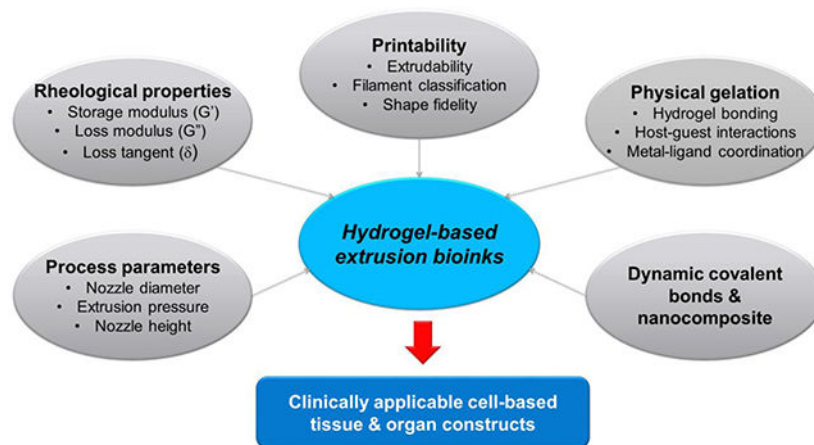 Printability
• Extrudability
• Filament classification
• Shape fidelity
Rheological properties
• Storage modulus (G’)
• Loss modulus (G”)
• Loss tangent (δ)
Physical gelation
• Hydrogel bonding
• Host-guest interactions
• Metal-ligand coordination
Hydrogel-based
extrusion bioinks
Process parameters
• Nozzle diameter
• Extrusion pressure
• Nozzle height
Dynamic covalent
bonds &
nanocomposite
Clinically applicable cell-based
tissue & organ constructs